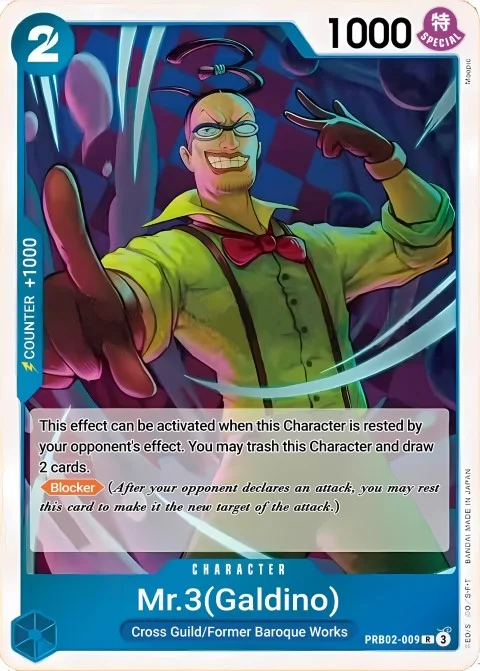 2
1000
特
SPECIAL
Moopic
COUNTER +1000
This effect can be activated when this Character is rested by
your opponent's effect. You may trash this Character and draw
2 cards.
Blocker (After your opponent declares an attack, you may rest
this card to make it the new target of the attack.)
CHARACTER
Mr.3(Galdino)
Cross Guild/Former Baroque Works
PRB02-009 R 3
©E.O./S., T.A. BANDAI MADE IN JAPAN